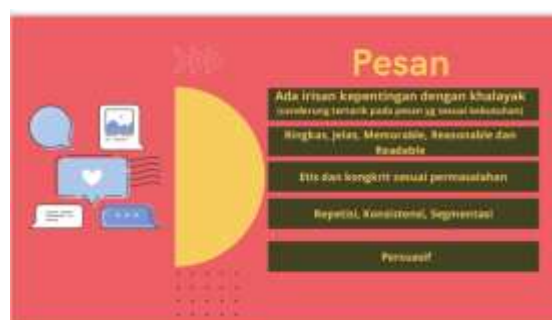 Pesan
Ada irisan kepentingan dengan khalayak
(cenderung tertarik pada pesan yg sesuai kebutuhan)
Ringkas, Jelas, Memorable, Reasonable dan
Readable
Etis dan kongkrit sesuai permasalahan
Repetisi, Konsistensi, Segmentasi
Persuasif